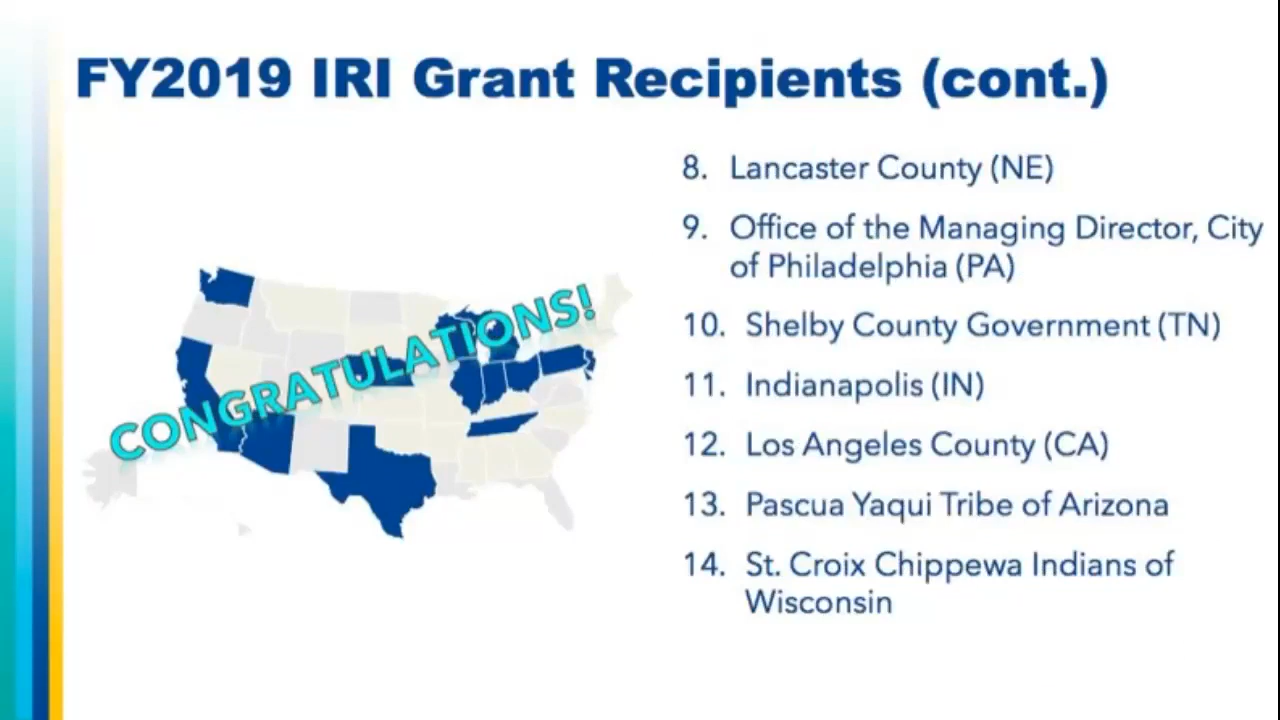 FY2019 IRI Grant Recipients (cont.)
CONGRATULATIONS!
8. Lancaster County (NE)
9. Office of the Managing Director, City
of Philadelphia (PA)
10. Shelby County Government (TN)
11. Indianapolis (IN)
12. Los Angeles County (CA)
13. Pascua Yaqui Tribe of Arizona
14. St. Croix Chippewa Indians of
Wisconsin